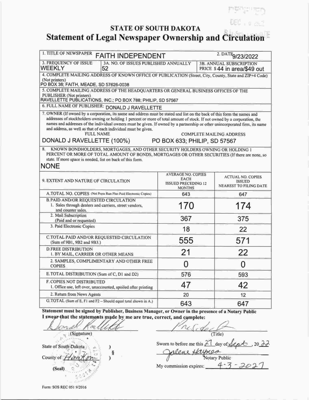 STATE OF SOUTH DAKOTA
Statement of Legal Newspaper Ownership and Circulation
1. TITLE OF NEWSPAPER FAITH INDEPENDENT
2. DATE 9/23/2022
3. FREQUENCY OF ISSUE WEEKLY
3A. NO. OF ISSUES PUBLISHED ANNUALLY 52
3B. ANNUAL SUBSCRIPTION PRICE $ 44 in area/$49 out
4. COMPLETE MAILING ADDRESS OF KNOWN OFFICE OF PUBLICATION (Street, City, County, State and ZIP+4 Code) (Not printers)
PO BOX 38; FAITH, MEADE, SD 57626-0038
5. COMPLETE MAILING ADDRESS OF THE HEADQUARTERS OR GENERAL BUSINESS OFFICES OF THE PUBLISHER (Not printer)
RAVELLETTE PUBLICATIONS, INC.; PO BOX 788; PHILIP, SD 57567
6. FULL NAME OF PUBLISHER: DONALD J RAVELLETTE
7. OWNER (If owned by a corporation, its name and address must be stated and for on the back of this form the names and
addresses of stockholders owning or holding 1 percent or more of total amount of stock. If not owned by a corporation, the
names and addresses of the individual owners must be given. If owned by a partnership or other unincorporated firm, its name
and address, as well as that of each individual must be given.
FULL NAME COMPLETE MAILING ADDRESS
DONALD J RAVELLETTE (100%) PO BOX 633; PHILIP, SD 57567
8. KNOWN BONDHOLDERS, MORTGAGES, AND OTHER SECURITY HOLDERS OWNING OR HOLDING 1
PERCENT OR MORE OF TOTAL AMOUNT OF BONDS, MORTGAGES OR OTHER SECURITIES (If there are none, so
state. If more space is needed, list on back of this form.
NONE
9. EXTENT AND NATURE OF CIRCULATION
AVERAGE NO. COPIES EACH ISSUED PRECEDING 12 MONTHS
ACTUAL NO. COPIES ISSUED NEAREST TO FILING DATE
A. TOTAL NO. COPIES (Net Press Run Plus Paid Electronic Copies) 643 647
B. PAID AND/OR REQUESTED CIRCULATION
1. Sales through dealers and carriers, street vendors, and counter sales. 170 174
2. Mail Subscription (Paid and/or requested) 367 375
3. Paid Electronic Copies 18 22
C. TOTAL PAID AND/OR REQUESTED CIRCULATION (Sum of 9B1, 9B2 and 9B3.) 555 571
D. FREE DISTRIBUTION
1. BY MAIL, CARRIER OR OTHER MEANS 21 22
2. SAMPLES, COMPLIMENTARY AND OTHER FREE COPIES 0 0
E. TOTAL DISTRIBUTION (Sum of C, D1 and D2) 576 593
F. COPIES NOT DISTRIBUTED
1. Office use, left over, unaccounted, spoiled after printing 47 42
2. Return from News Agents 20 12
G. TOTAL (Sum of E, F1 and F2 – Should equal total shown in A.) 643 647
Statement must be signed by Publisher, Business Manager, or Owner in the presence of a Notary Public
I swear that the statements made by me are true, correct, and complete:
(Signature) (Title)
State of South Dakota
§
Sworn to before me this 23 day of Sept. 2022
County of
Notary Public
(Seal)
My commission expires: 4-3-2027
Form: SOS REC 051 9/2016